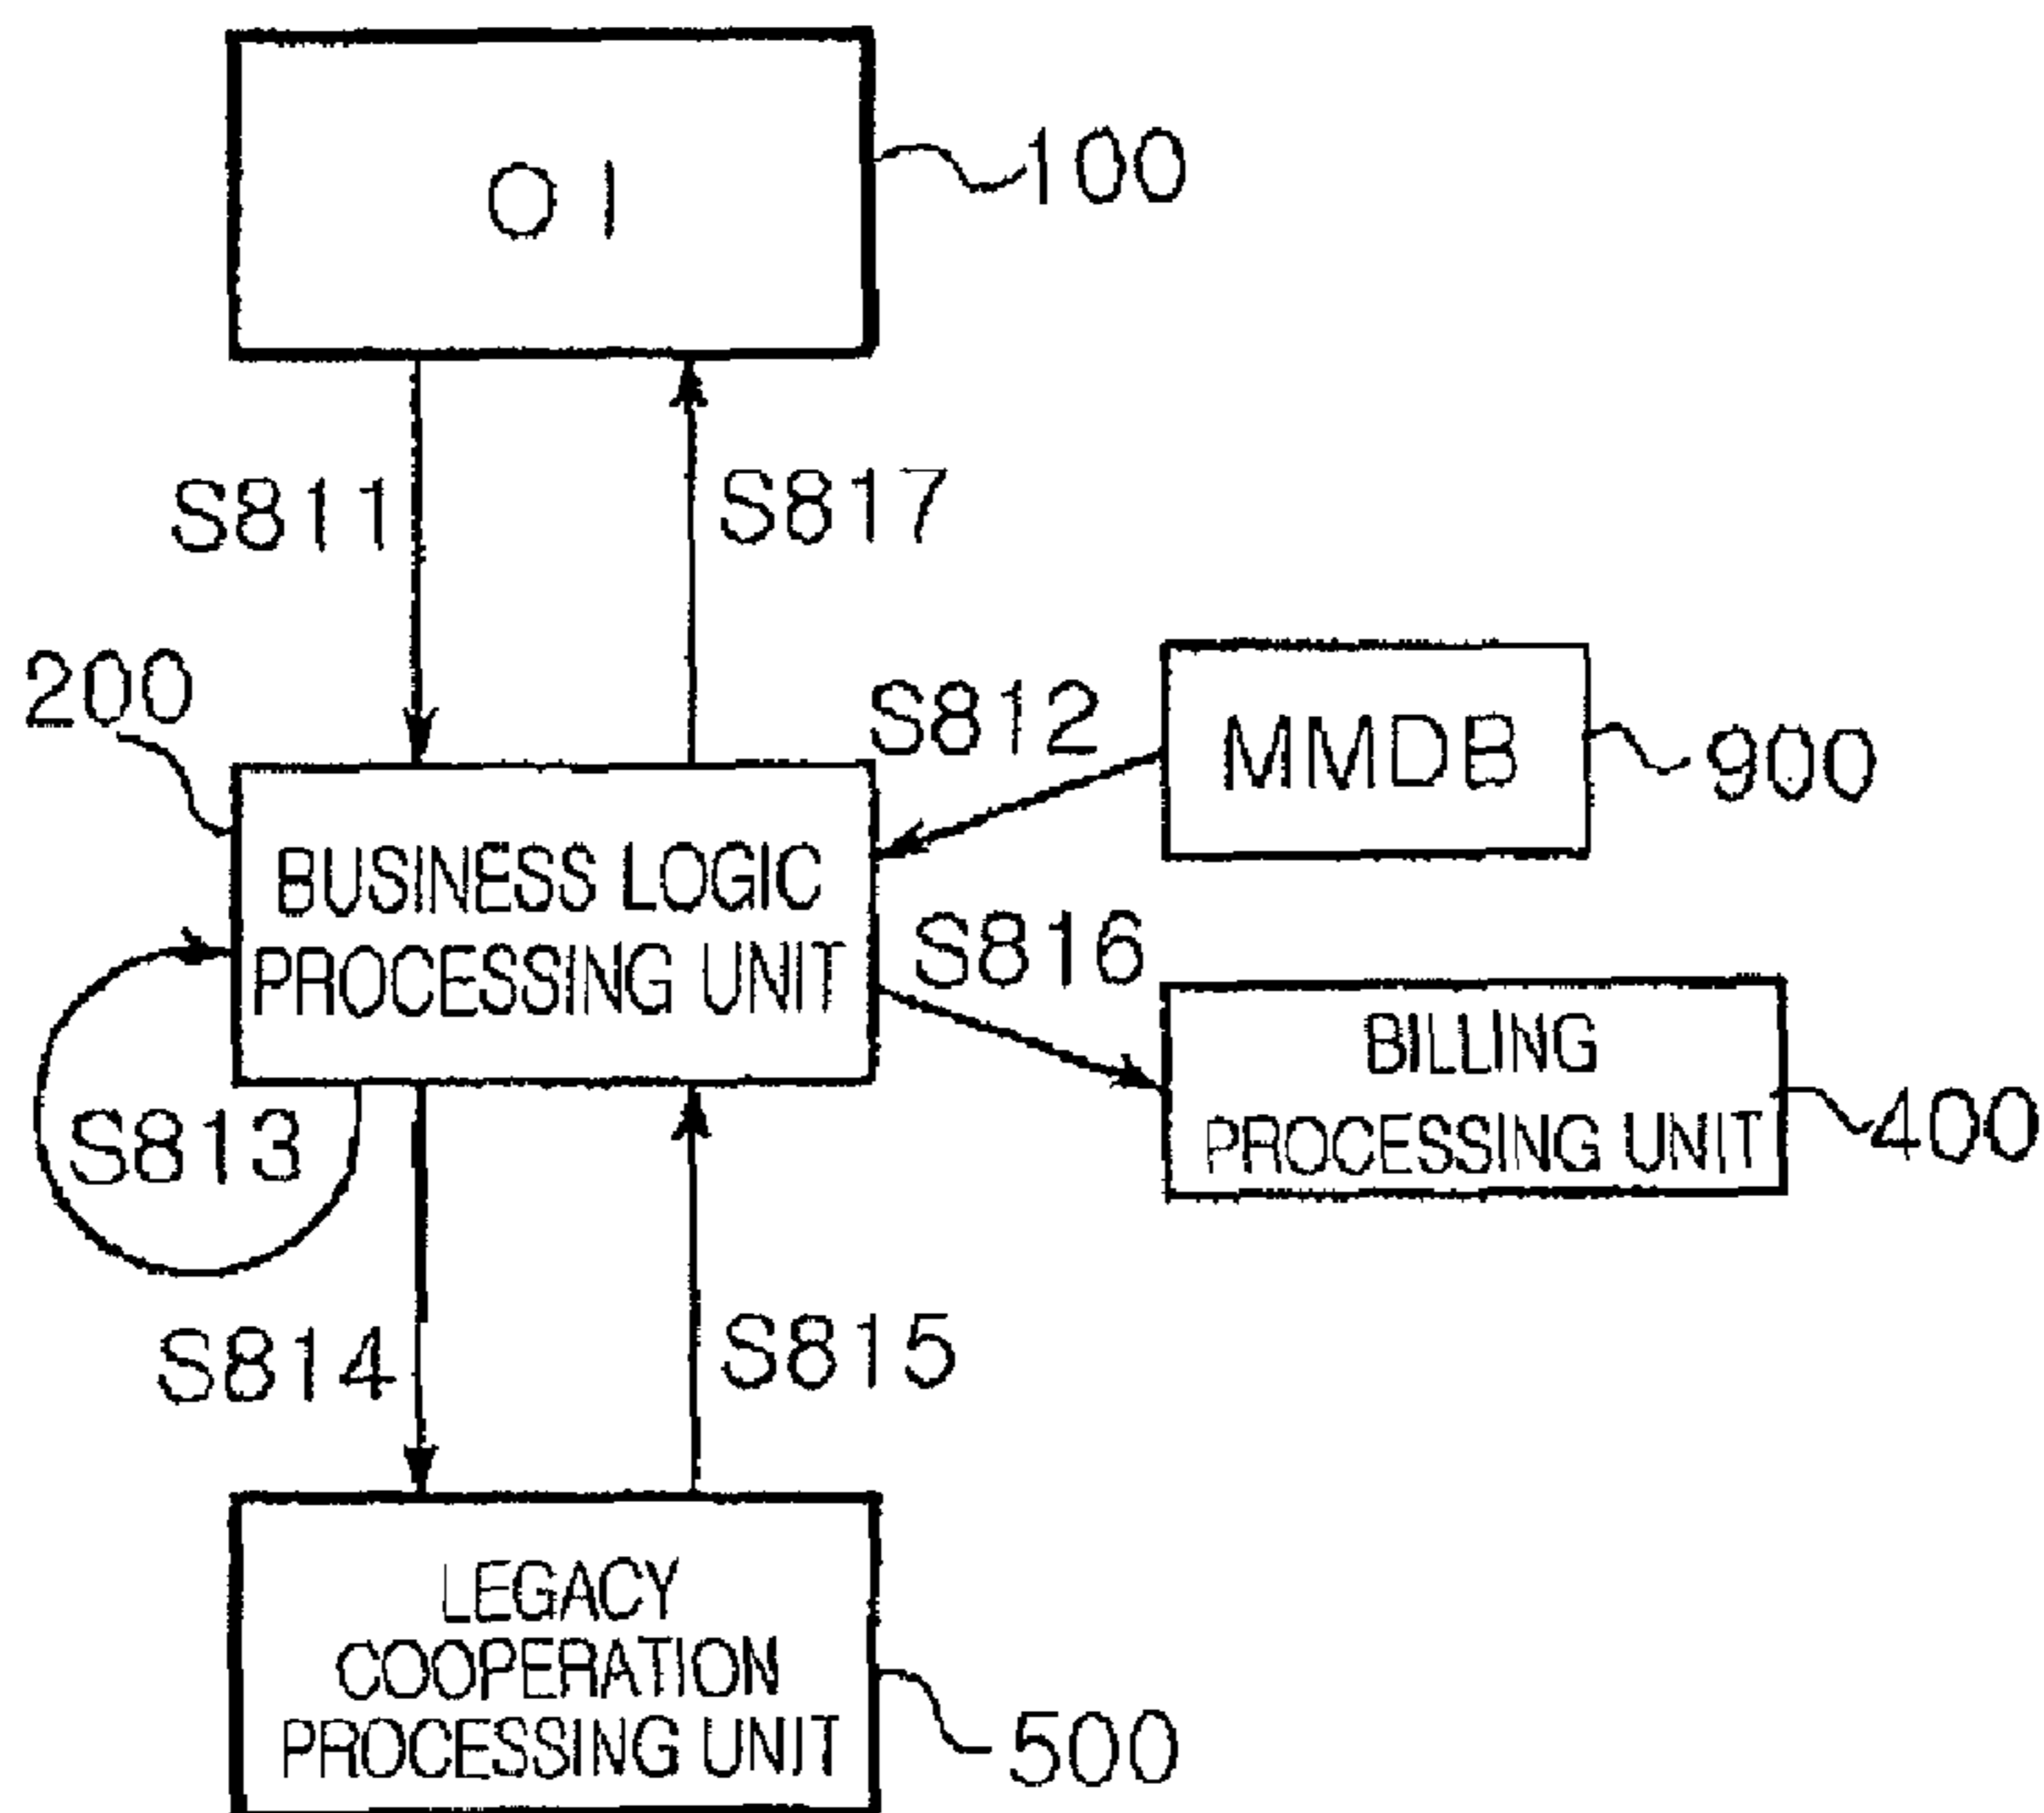 O I
100
S811
S817
200
S812
MMDB
900
BUSINESS LOGIC
PROCESSING UNIT
S816
BILLING
PROCESSING UNIT
400
S813
S814
S815
LEGACY
COOPERATION
PROCESSING UNIT
500